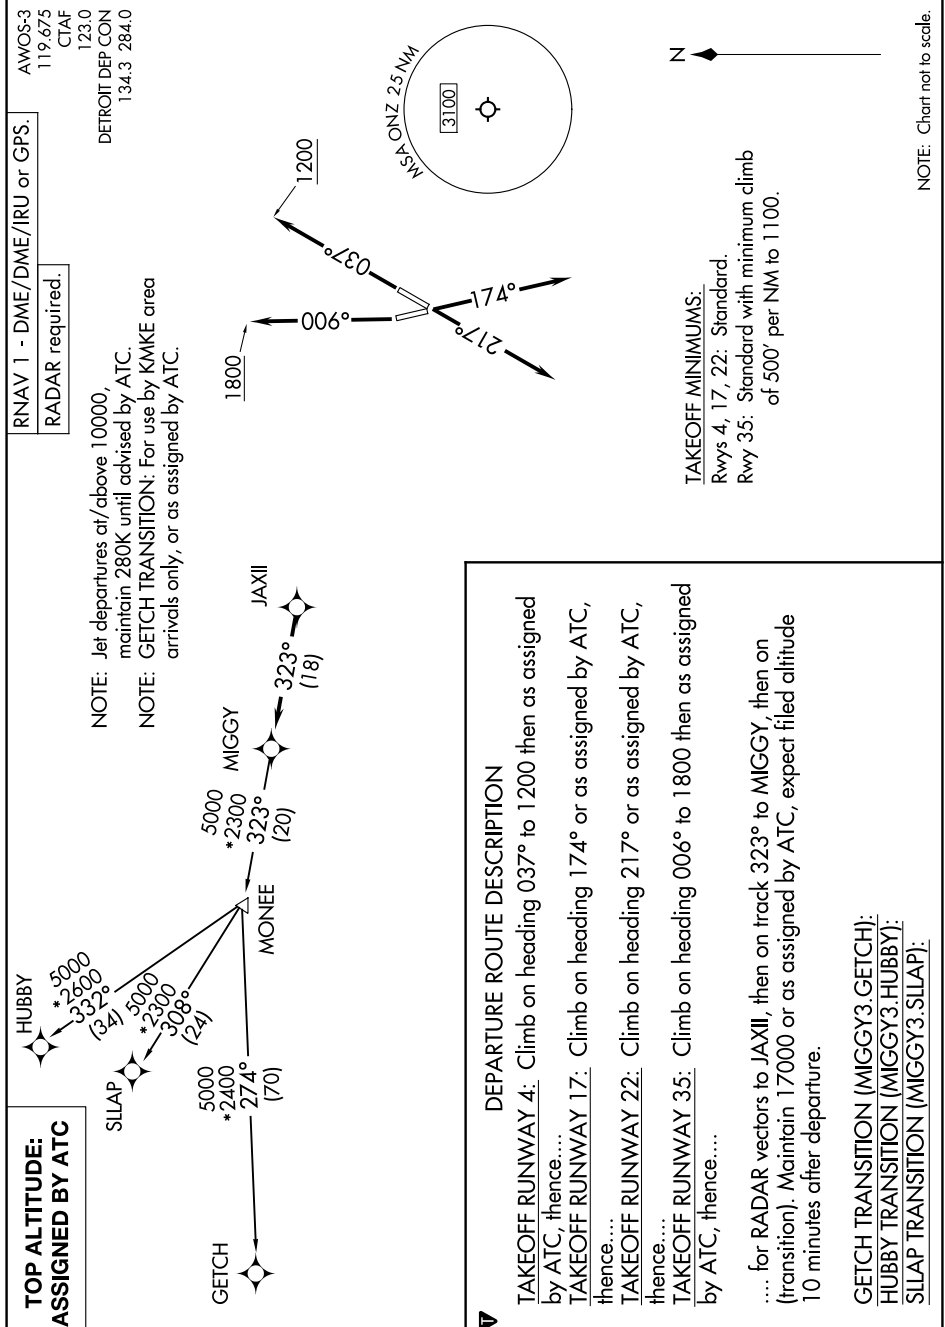 TOP ALTITUDE:
ASSIGNED BY ATC
RNAV 1 - DME/DME/IRU or GPS.
RADAR required.
AWOS-3
119.675
CTAF
123.0
DETROIT DEP CON
134.3 284.0
NOTE: Jet departures at/above 10000,
maintain 280K until advised by ATC.
NOTE: GETCH TRANSITION: For use by KMKE area
arrivals only, or as assigned by ATC.
HUBBY
5000
*2600
332°
(34)
SLLAP
5000
*2300
308°
(24)
GETCH
5000
*2400
274°
(70)
MONEE
5000
*2300
323°
(20)
MIGGY
323°
(18)
JAXII
1800
006°
1200
037°
174°
217°
MSA ONZ 25 NM
3100
N
TAKEOFF MINIMUMS:
Rwys 4, 17, 22: Standard.
Rwy 35: Standard with minimum climb
of 500' per NM to 1100.
NOTE: Chart not to scale.
T
DEPARTURE ROUTE DESCRIPTION
TAKEOFF RUNWAY 4: Climb on heading 037° to 1200 then as assigned
by ATC, thence....
TAKEOFF RUNWAY 17: Climb on heading 174° or as assigned by ATC,
thence....
TAKEOFF RUNWAY 22: Climb on heading 217° or as assigned by ATC,
thence....
TAKEOFF RUNWAY 35: Climb on heading 006° to 1800 then as assigned
by ATC, thence....
.... for RADAR vectors to JAXII, then on track 323° to MIGGY, then on
(transition). Maintain 17000 or as assigned by ATC, expect filed altitude
10 minutes after departure.
GETCH TRANSITION (MIGGY3.GETCH):
HUBBY TRANSITION (MIGGY3.HUBBY):
SLLAP TRANSITION (MIGGY3.SLLAP):